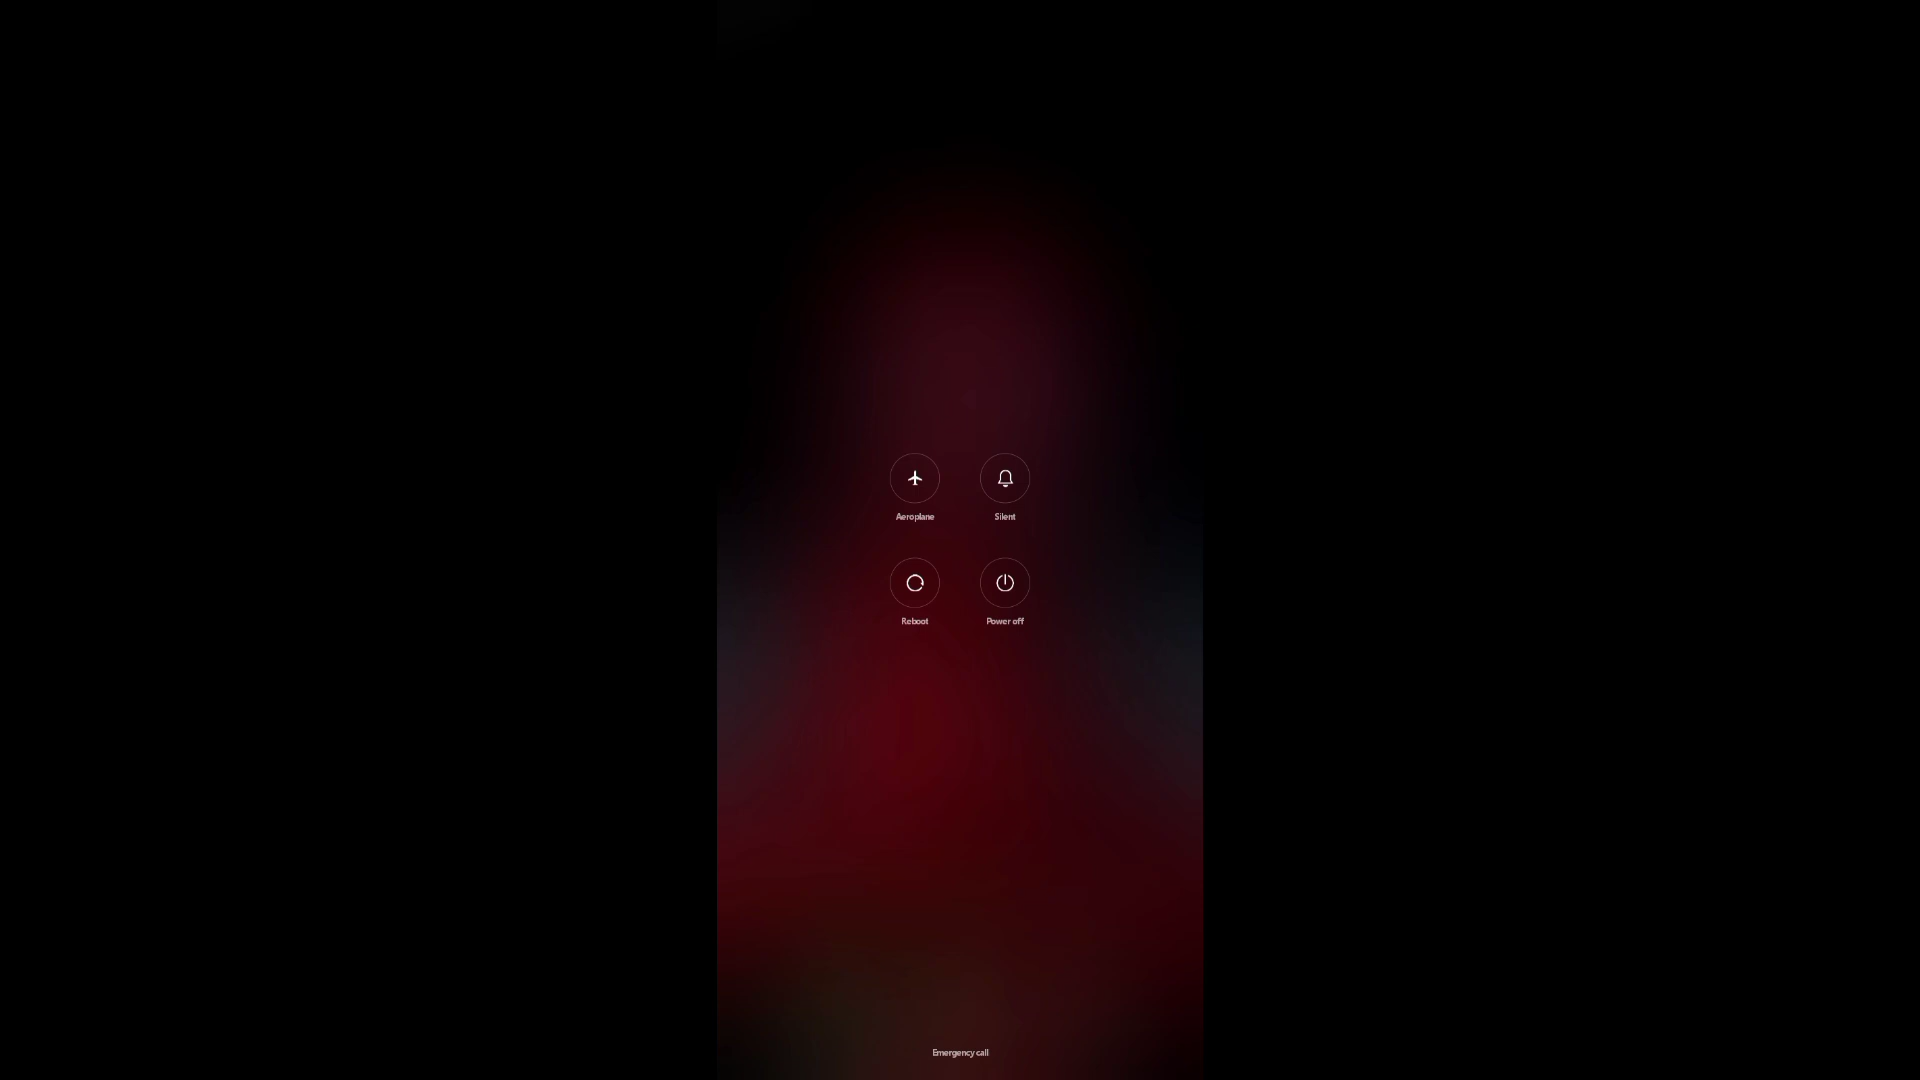 Aeroplane
Silent
Reboot
Power off
Emergency call